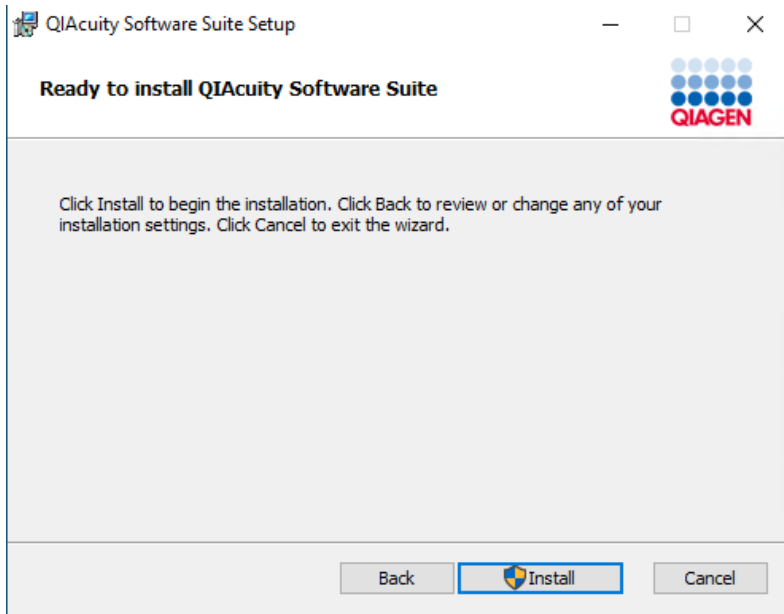 QIAcuity Software Suite Setup
Ready to install QIAcuity Software Suite
QIAGEN
Click Install to begin the installation. Click Back to review or change any of your
installation settings. Click Cancel to exit the wizard.
Back
Install
Cancel